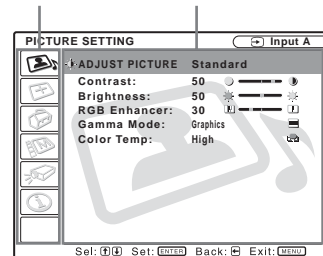 PICTURE SETTING Input A
ADJUST PICTURE Standard
Contrast: 50
Brightness: 50
RGB Enhancer: 30
Gamma Mode: Graphics
Color Temp: High
Sel: Set: ENTER Back: Exit: MENU